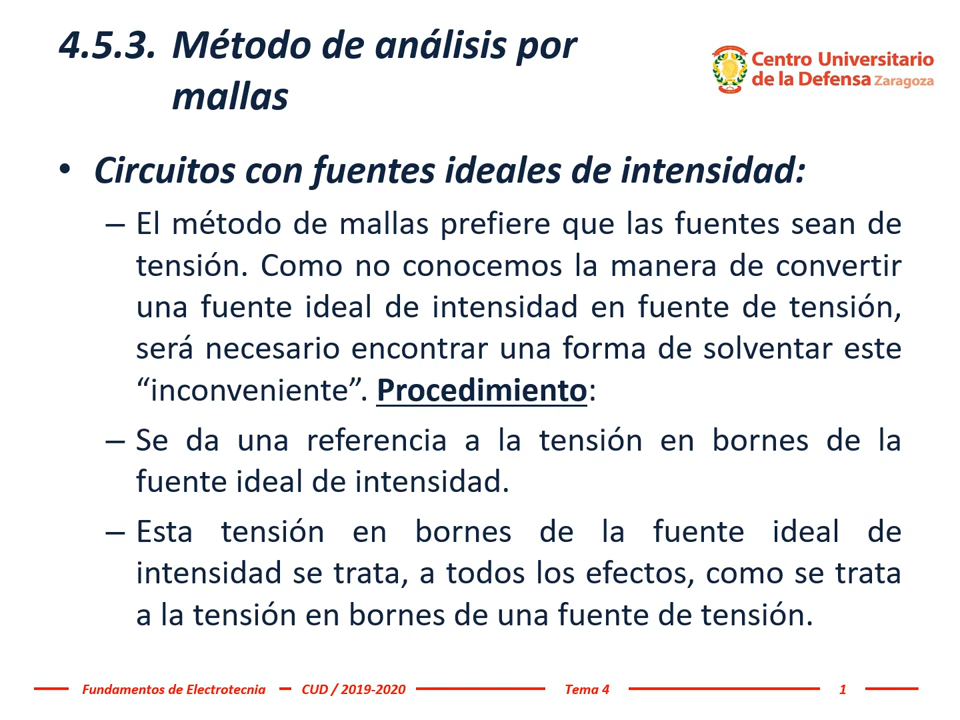 4.5.3. Método de análisis por
mallas
Centro Universitario
de la Defensa Zaragoza
• Circuitos con fuentes ideales de intensidad:
– El método de mallas prefiere que las fuentes sean de
tensión. Como no conocemos la manera de convertir
una fuente ideal de intensidad en fuente de tensión,
será necesario encontrar una forma de solventar este
“inconveniente”. Procedimiento:
– Se da una referencia a la tensión en bornes de la
fuente ideal de intensidad.
– Esta tensión en bornes de la fuente ideal de
intensidad se trata, a todos los efectos, como se trata
a la tensión en bornes de una fuente de tensión.
Fundamentos de Electrotecnia CUD / 2019-2020 Tema 4 1